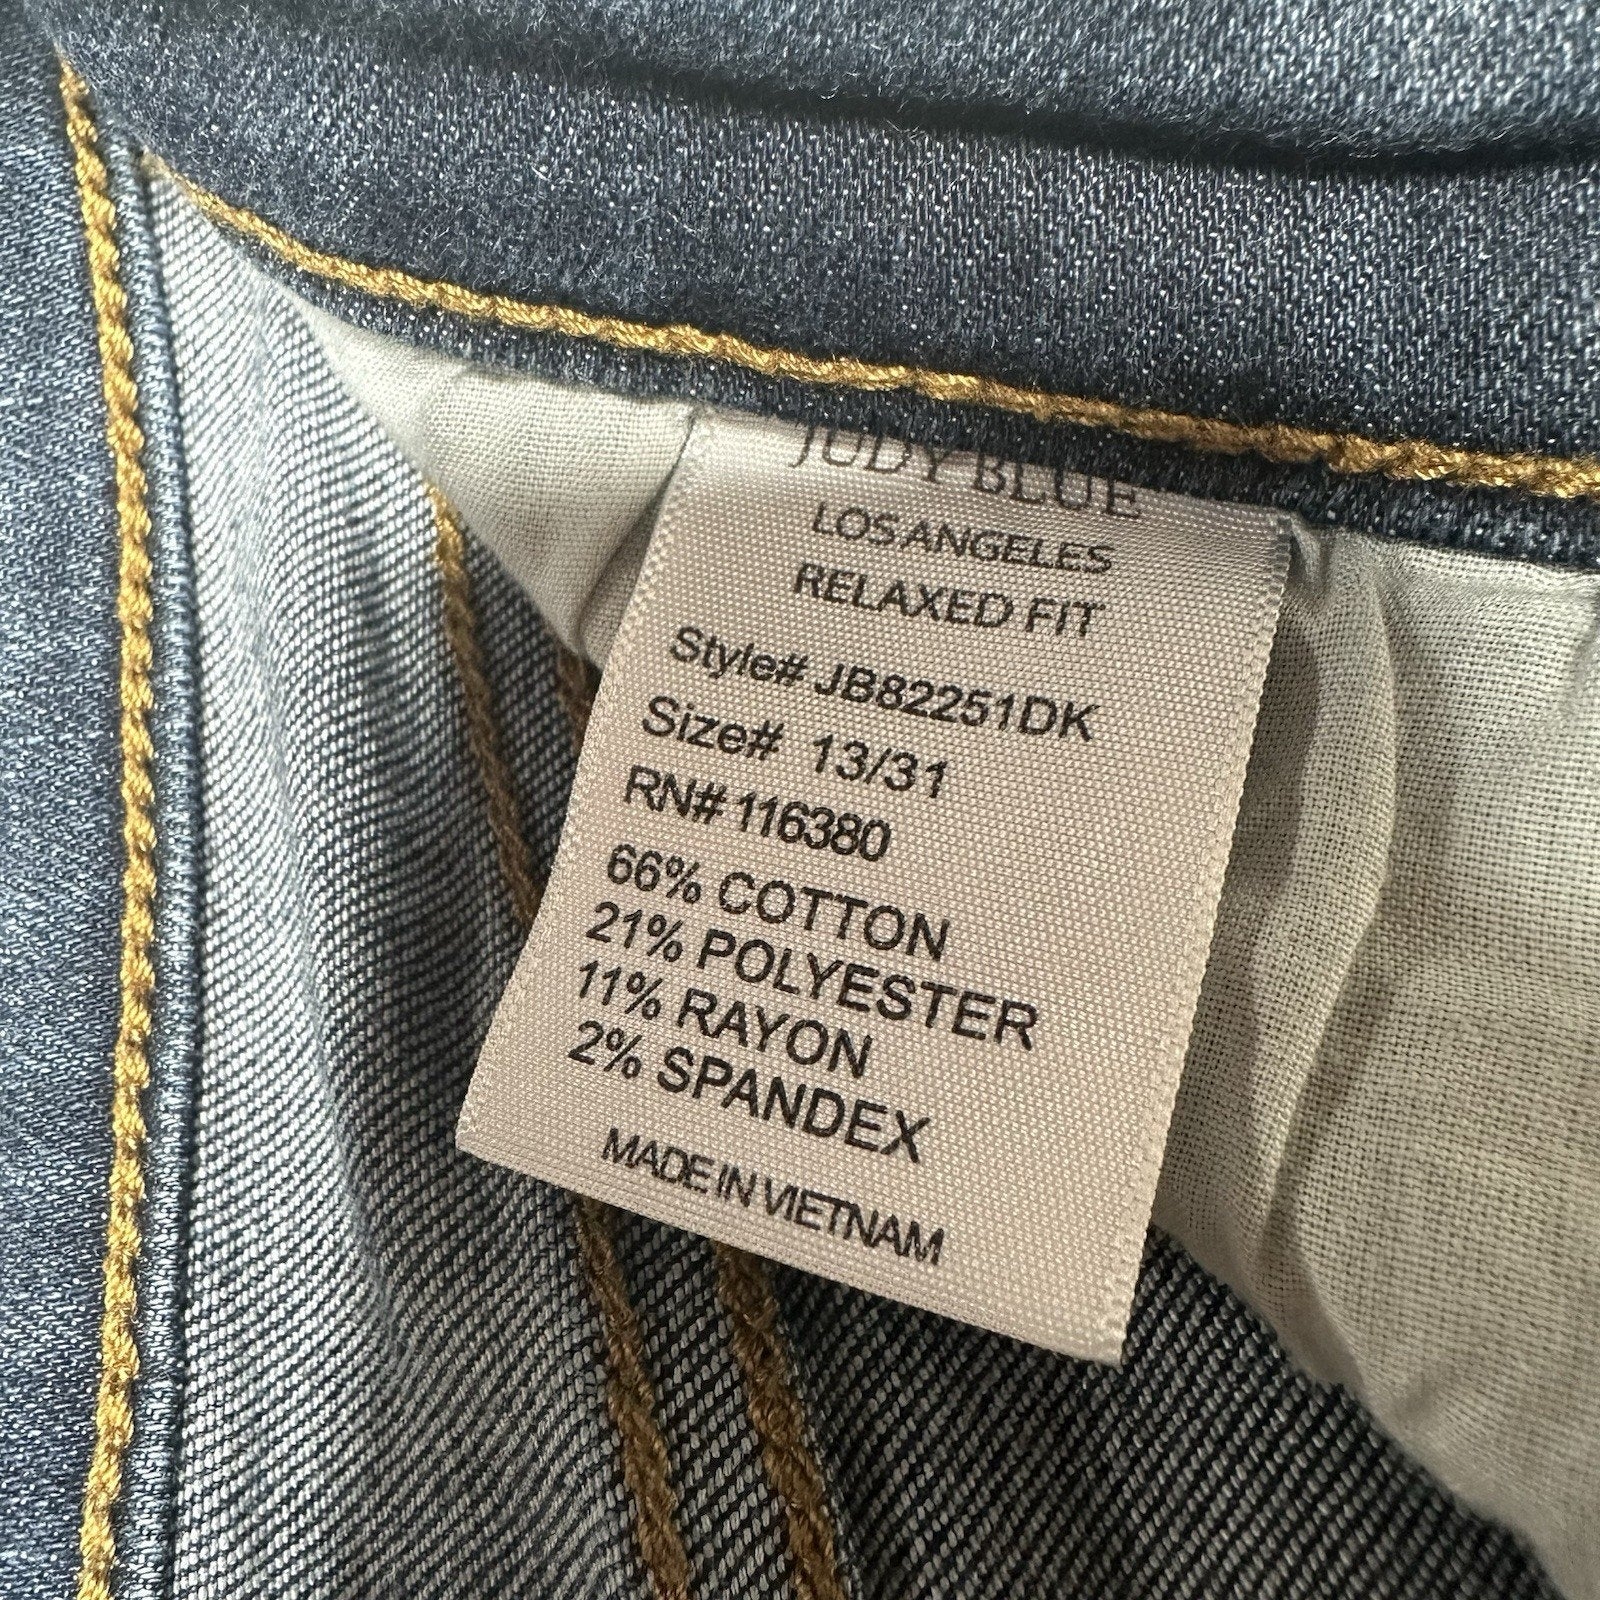 JUDY BLUE
LOS ANGELES
RELAXED FIT
Style# JB82251DK
Size# 13/31
RN# 116380
66% COTTON
21% POLYESTER
11% RAYON
2% SPANDEX
MADE IN VIETNAM